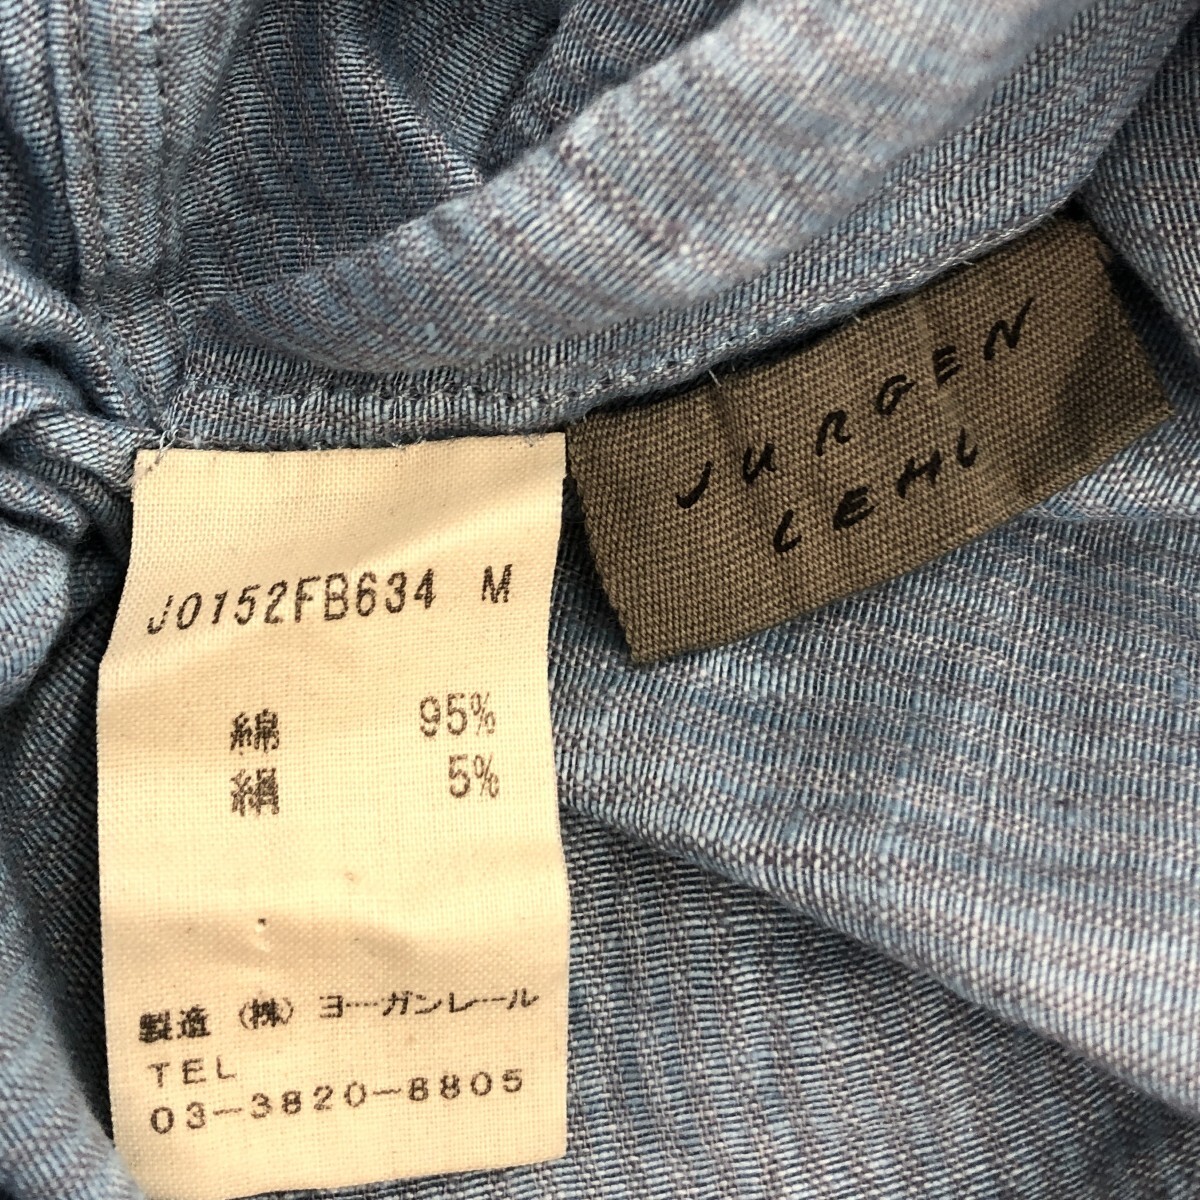 JURGEN
LEHL
J0152FB634 M
綿 95%
絹 5%
製造 (株) ヨーガンレール
TEL
03-3820-8805